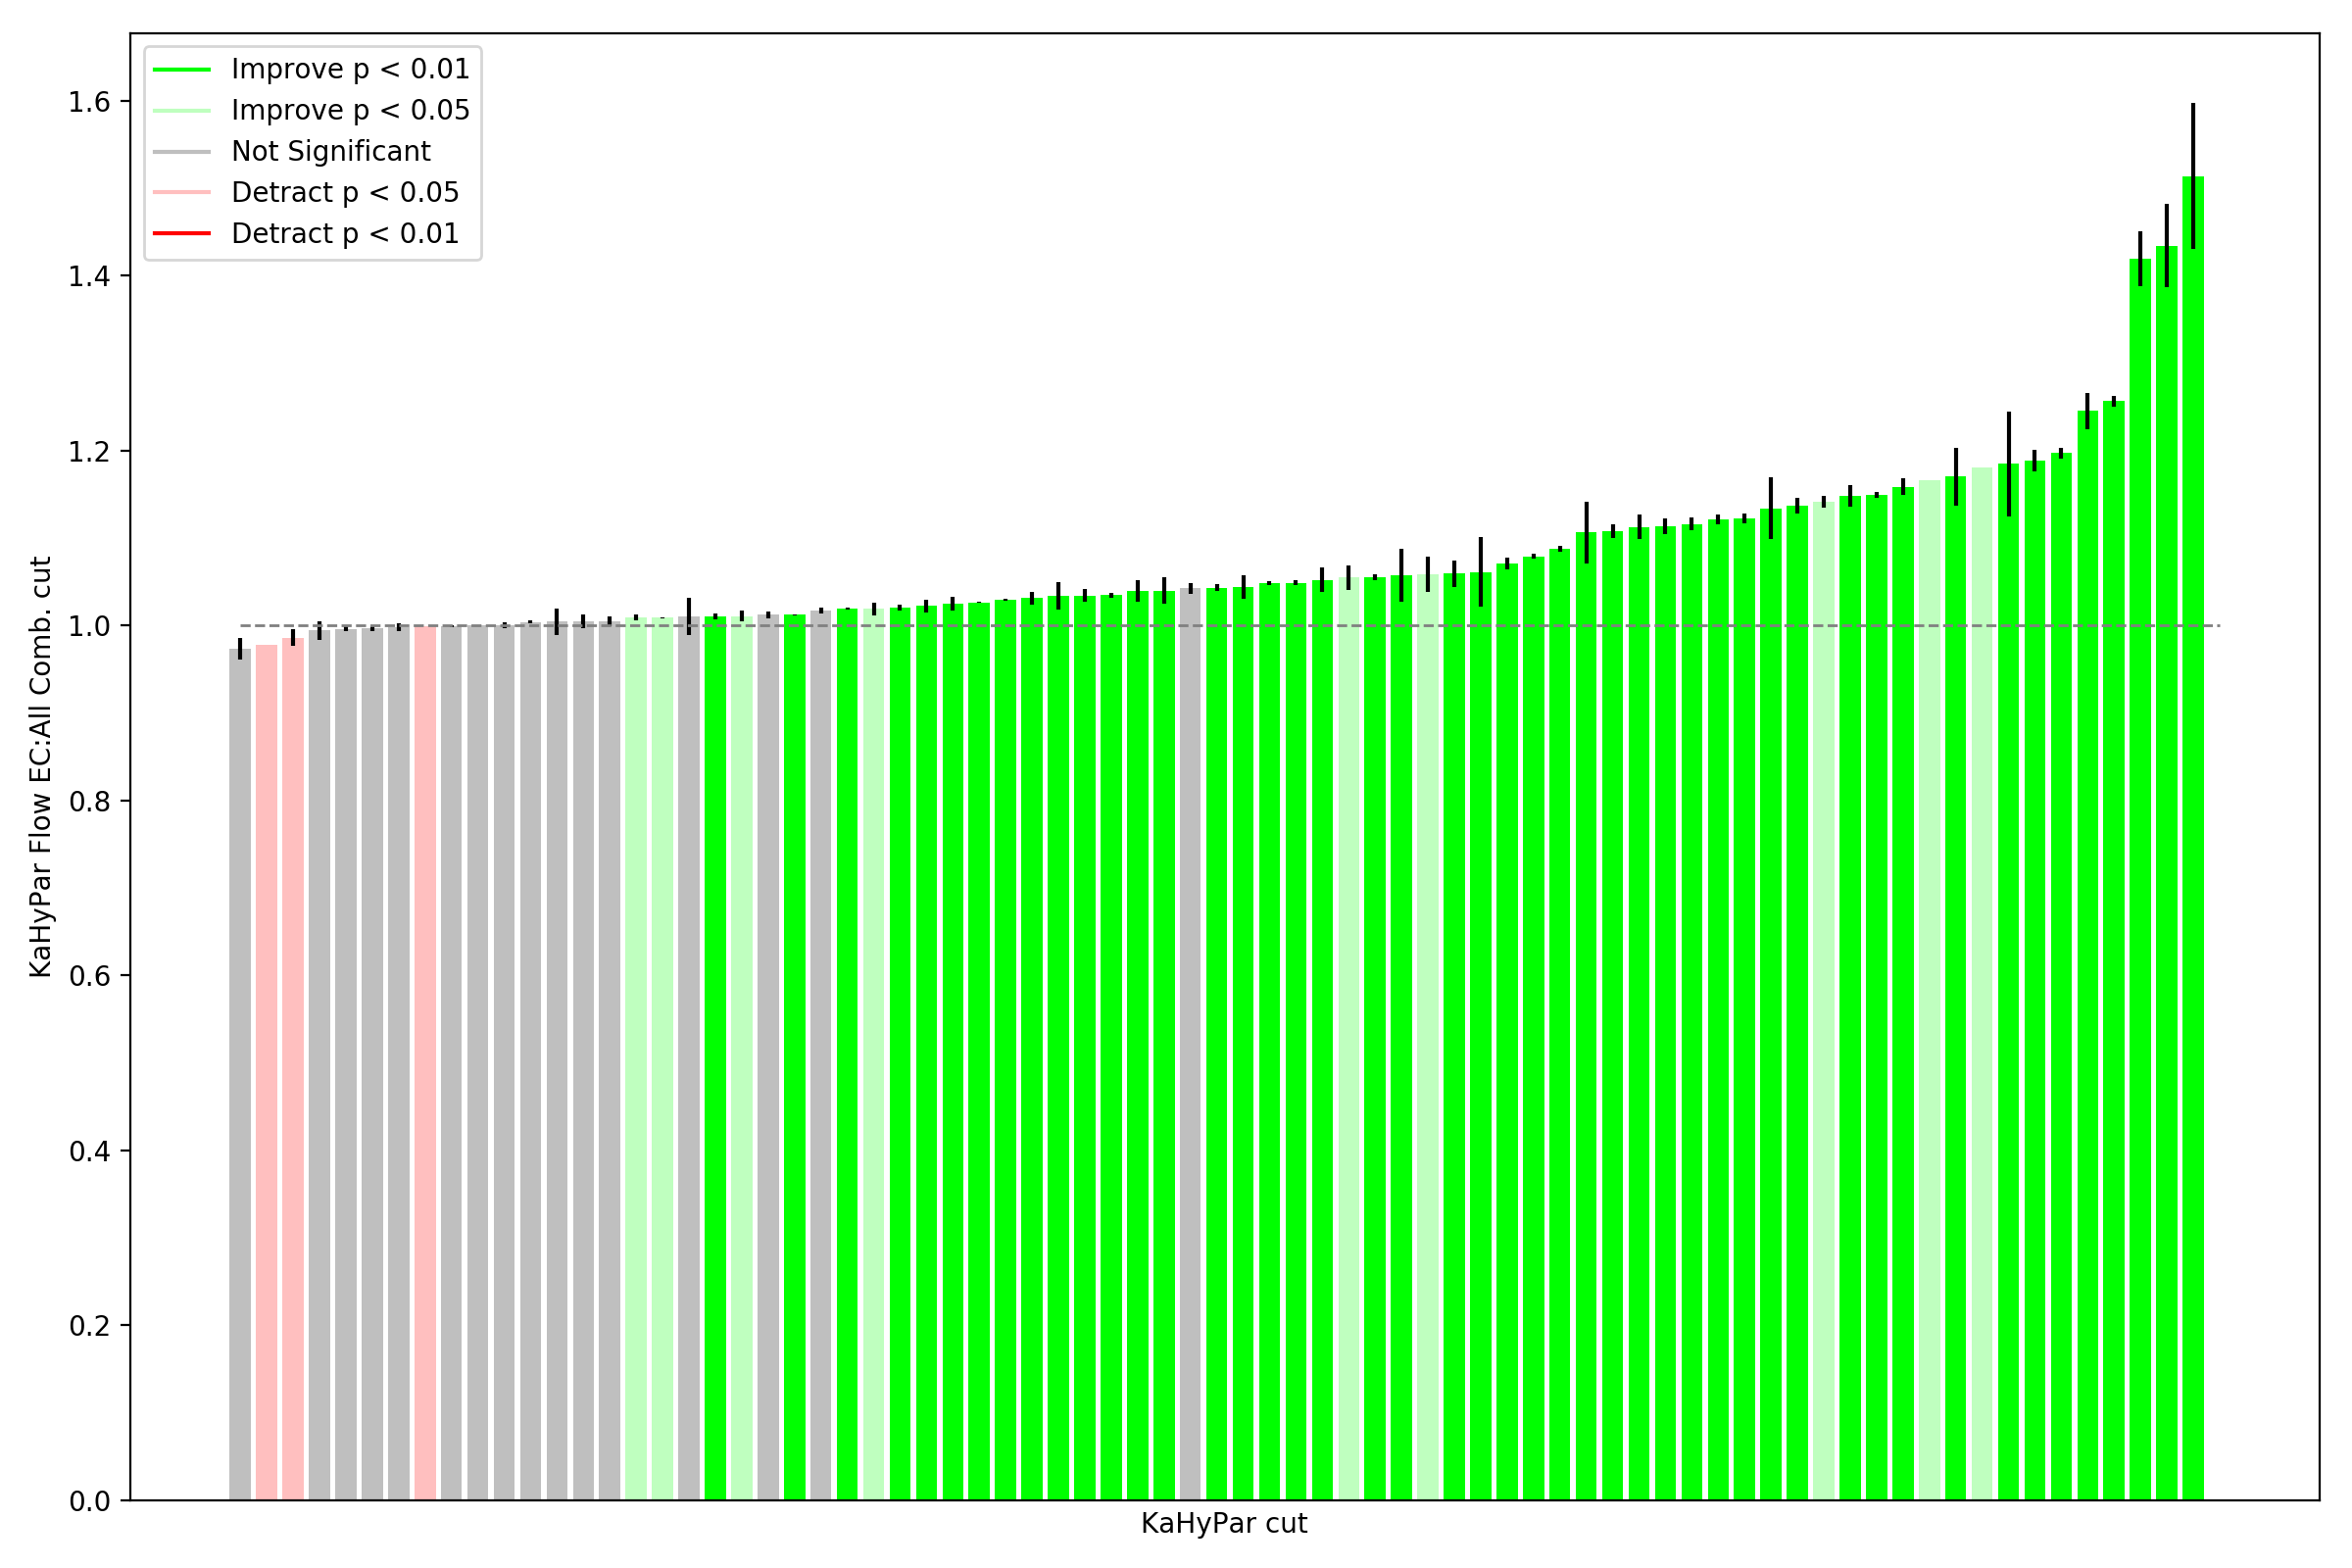 Improve p < 0.01
Improve p < 0.05
Not Significant
Detract p < 0.05
Detract p < 0.01
1.6
1.4
1.2
1.0
0.8
0.6
0.4
0.2
0.0
KaHyPar Flow EC:All Comb. cut
KaHyPar cut